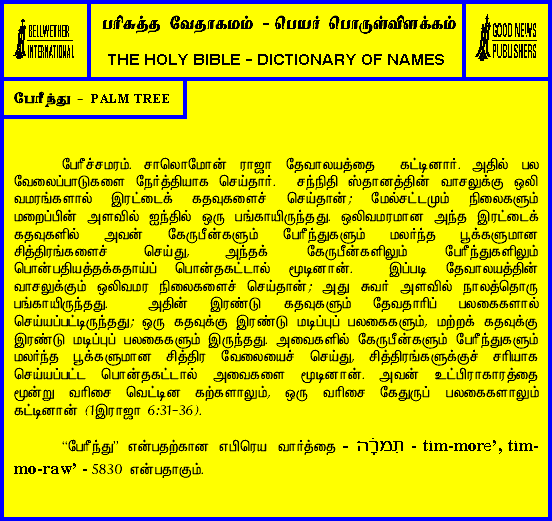 BELLWETHER
INTERNATIONAL
பரிசுத்த வேதாகமம் - பெயர் பொருள்விளக்கம்
THE HOLY BIBLE - DICTIONARY OF NAMES
GOOD NEWS
PUBLISHERS
பேரீந்து - PALM TREE
பேரீச்சமரம். சாலொமோன் ராஜா தேவாலயத்தை கட்டினார். அதில் பல
வேலைப்பாடுகளை நேர்த்தியாக செய்தார். சந்நிதி ஸ்தானத்தின் வாசலுக்கு ஒலி
வமரங்களால் இரட்டைக் கதவுகளைச் செய்தான்; மேல்சட்டமும் நிலைகளும்
மறைப்பின் அளவில் ஐந்தில் ஒரு பங்காயிருந்தது. ஒலிவமரமான அந்த இரட்டைக்
கதவுகளில் அவன் கேருபீன்களும் பேரீந்துகளும் மலர்ந்த பூக்களுமான
சித்திரங்களைச் செய்து, அந்தக் கேருபீன்களிலும் பேரீந்துகளிலும்
பொன்பதியத்தக்கதாய்ப் பொன்தகட்டால் மூடினான். இப்படி தேவாலயத்தின்
வாசலுக்கும் ஒலிவமர நிலைகளைச் செய்தான்; அது சுவர் அளவில் நாலத்தொரு
பங்காயிருந்தது. அதின் இரண்டு கதவுகளும் தேவதாரிப் பலகைகளால்
செய்யப்பட்டிருந்தது; ஒரு கதவுக்கு இரண்டு மடிப்புப் பலகைகளும், மற்றக் கதவுக்கு
இரண்டு மடிப்புப் பலகைகளும் இருந்தது. அவைகளில் கேருபீன்களும் பேரீந்துகளும்
மலர்ந்த பூக்களுமான சித்திர வேலையைச் செய்து, சித்திரங்களுக்குச் சரியாக
செய்யப்பட்ட பொன்தகட்டால் அவைகளை மூடினான். அவன் உட்பிராகாரத்தை
மூன்று வரிசை வெட்டின கற்களாலும், ஒரு வரிசை கேதுருப் பலகைகளாலும்
கட்டினான் (1இராஜா 6:31-36).
“பேரீந்து” என்பதற்கான எபிரெய வார்த்தை - תִּמֹרָה - tim-more’, tim-
mo-raw’ - 5830 என்பதாகும்.